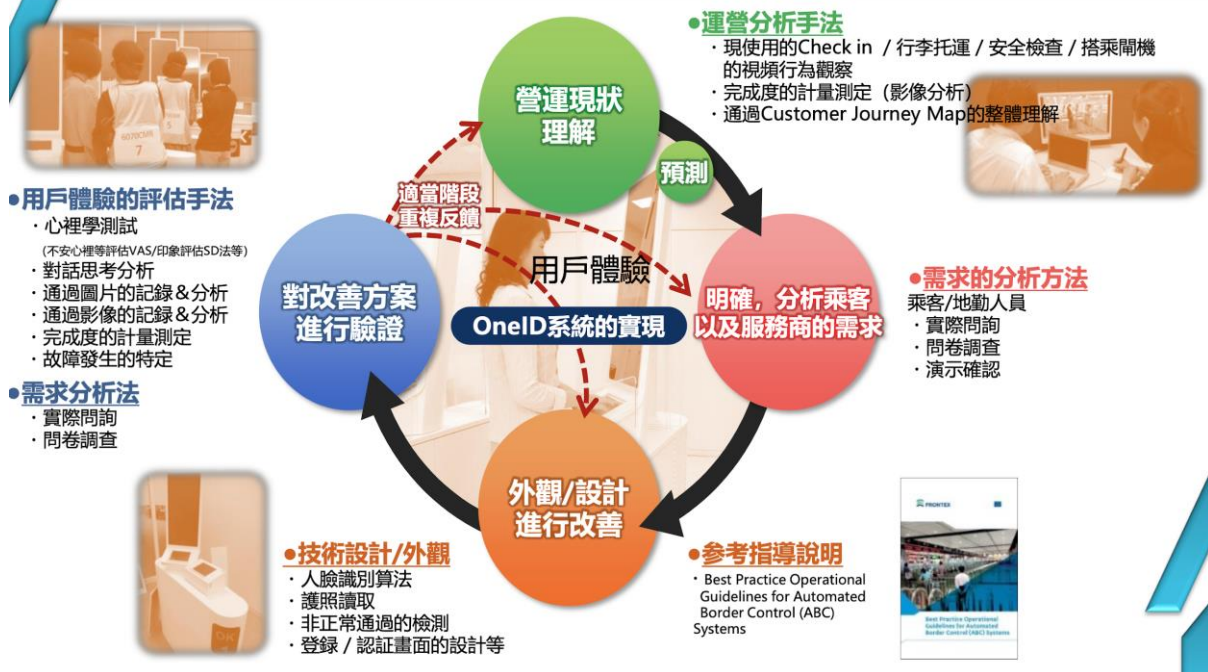 ●運營分析手法
・現使用的Check in / 行李托運 / 安全檢查 / 搭乘閘機
的視頻行為觀察
・完成度的計量測定（影像分析）
・通過Customer Journey Map的整體理解
營運現狀
理解
預測
適當階段
重複反饋
●用戶體驗的評估手法
・心裡學測試
(不安心裡等評估VAS/印象評估SD法等)
・對話思考分析
・通過圖片的記錄&分析
・通過影像的記錄&分析
・完成度的計量測定
・故障發生的特定
●需求分析法
・實際問詢
・問卷調查
對改善方案
進行驗證
用戶體驗
OneID系統的實現
明確，分析乘客
以及服務商的需求
●需求的分析方法
乘客/地勤人員
・實際問詢
・問卷調查
・演示確認
外觀/設計
進行改善
●技術設計/外觀
・人臉識別算法
・護照讀取
・非正常通過的檢測
・登録 / 認証畫面的設計等
●参考指導說明
・Best Practice Operational
Guidelines for Automated
Border Control (ABC)
Systems
FRONTEX
Best Practice Operational
Guidelines for Automated
Border Control (ABC) Systems
7
OK